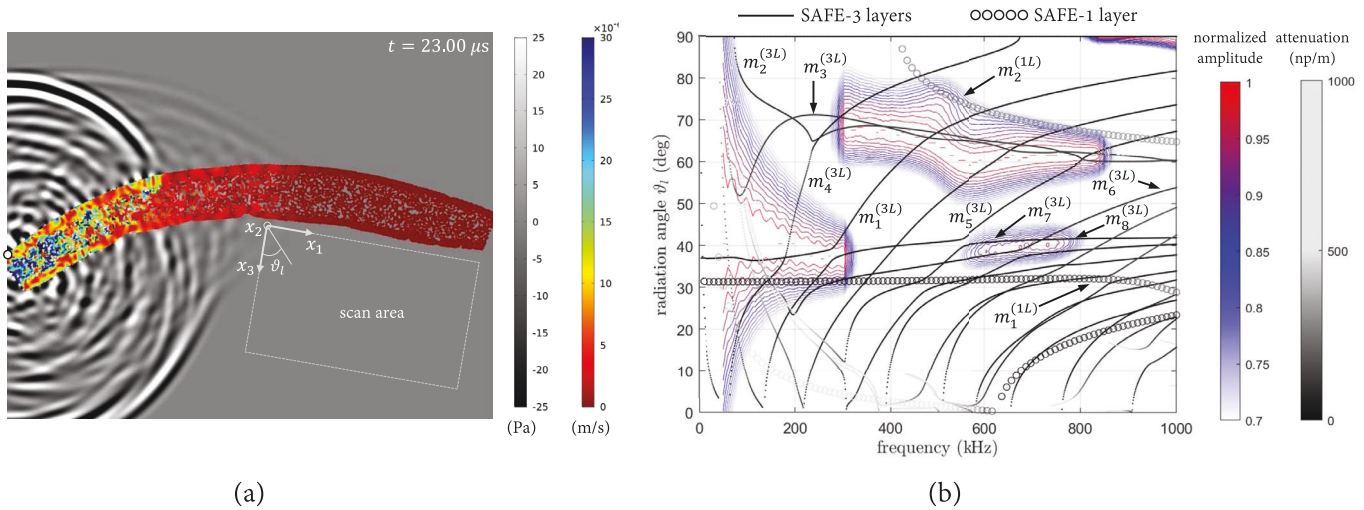 t = 23.00 μs
×10⁻⁴
25
20
15
10
5
0
-5
-10
-15
-20
-25
(Pa)
30
25
20
15
10
5
0
(m/s)
x₂
x₁
x₃
ϑₗ
scan area
(a)
SAFE-3 layers
SAFE-1 layer
radiation angle ϑₗ (deg)
90
80
70
60
50
40
30
20
10
0
0
200
400
600
800
1000
frequency (kHz)
m₂⁽³ᴸ⁾
m₃⁽³ᴸ⁾
m₂⁽¹ᴸ⁾
m₄⁽³ᴸ⁾
m₁⁽³ᴸ⁾
m₅⁽³ᴸ⁾
m₇⁽³ᴸ⁾
m₆⁽³ᴸ⁾
m₈⁽³ᴸ⁾
m₁⁽¹ᴸ⁾
normalized
amplitude
1
0.95
0.9
0.85
0.8
0.75
0.7
attenuation
(np/m)
1000
500
0
(b)